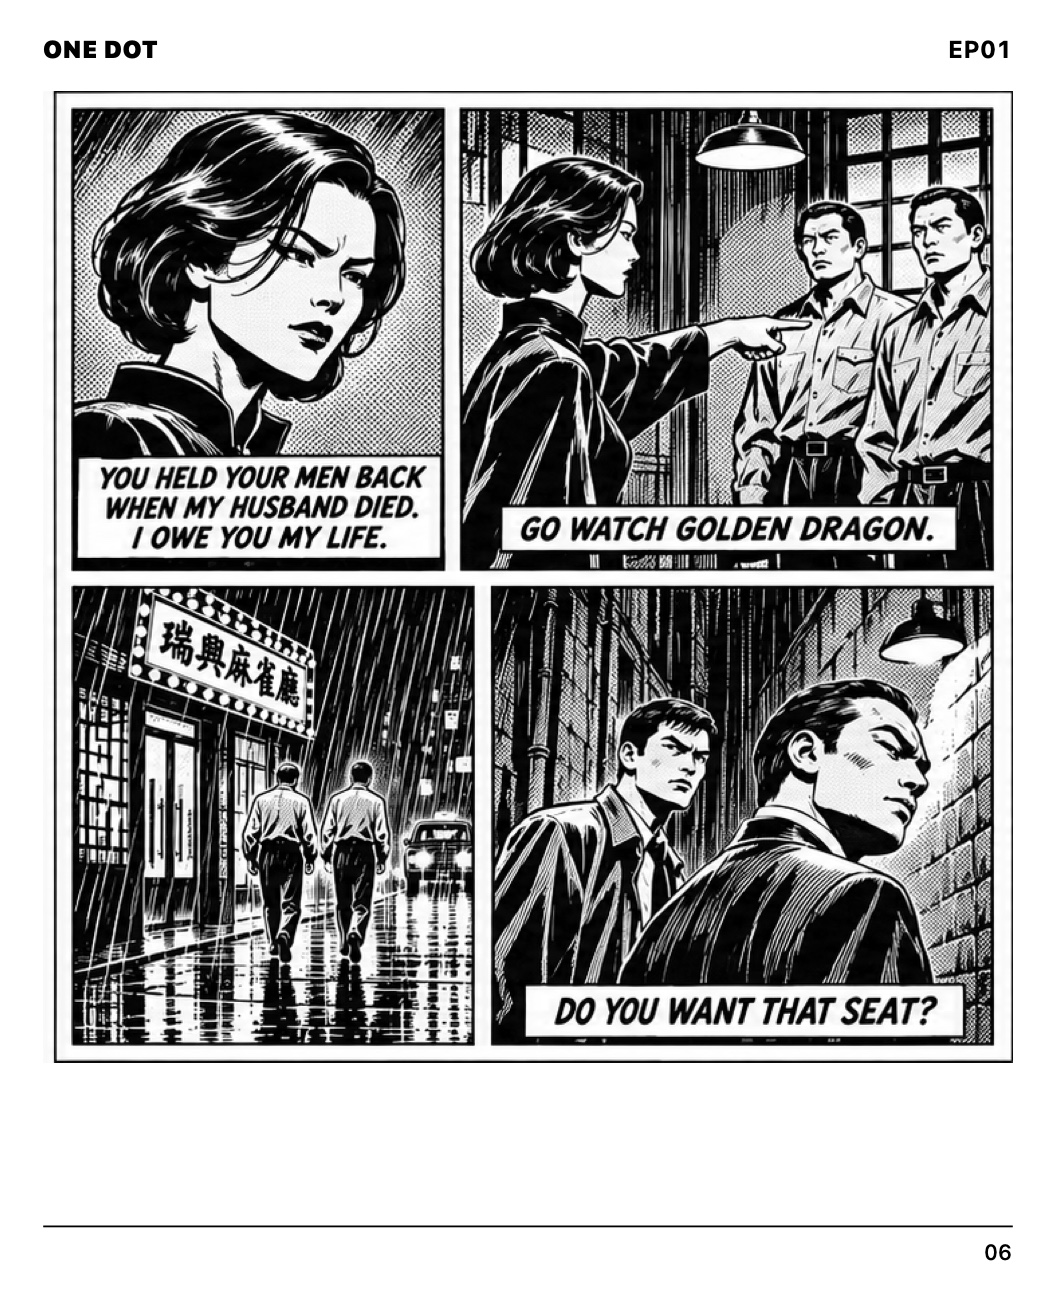 ONE DOT
EP01
YOU HELD YOUR MEN BACK
WHEN MY HUSBAND DIED.
I OWE YOU MY LIFE.
GO WATCH GOLDEN DRAGON.
瑞興麻雀廳
DO YOU WANT THAT SEAT?
06